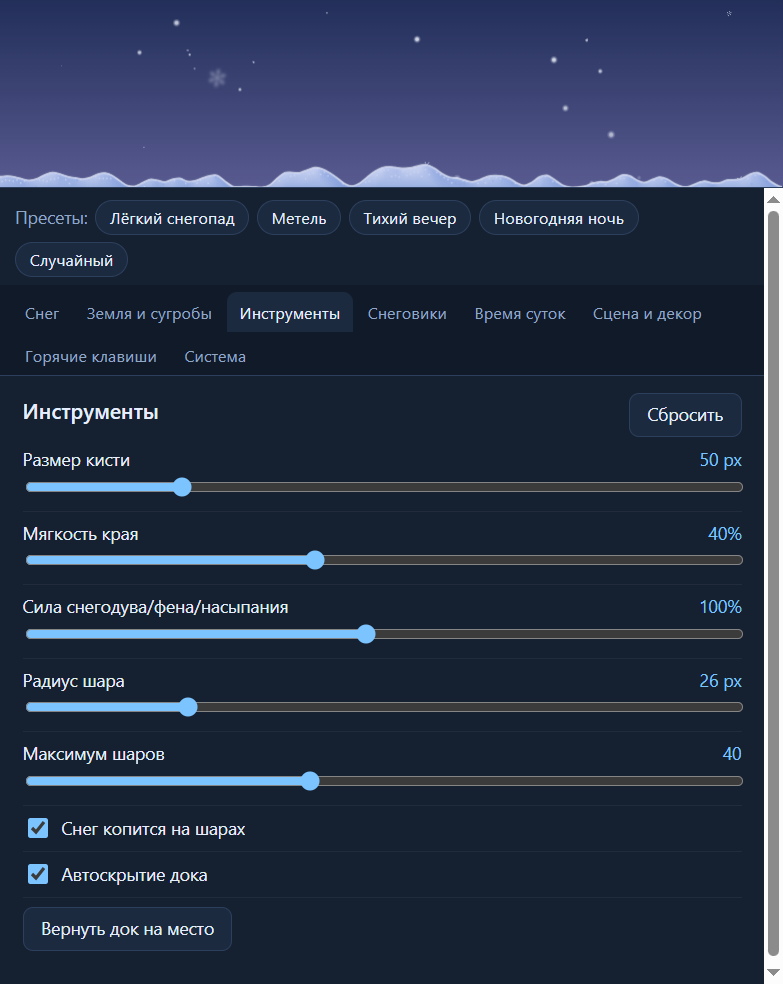 Пресеты: Лёгкий снегопад Метель Тихий вечер Новогодняя ночь
Случайный
Снег Земля и сугробы Инструменты Снеговики Время суток Сцена и декор
Горячие клавиши Система
Инструменты Сбросить
Размер кисти 50 px
Мягкость края 40%
Сила снегодува/фена/насыпания 100%
Радиус шара 26 px
Максимум шаров 40
Снег копится на шарах
Автоскрытие дока
Вернуть док на место